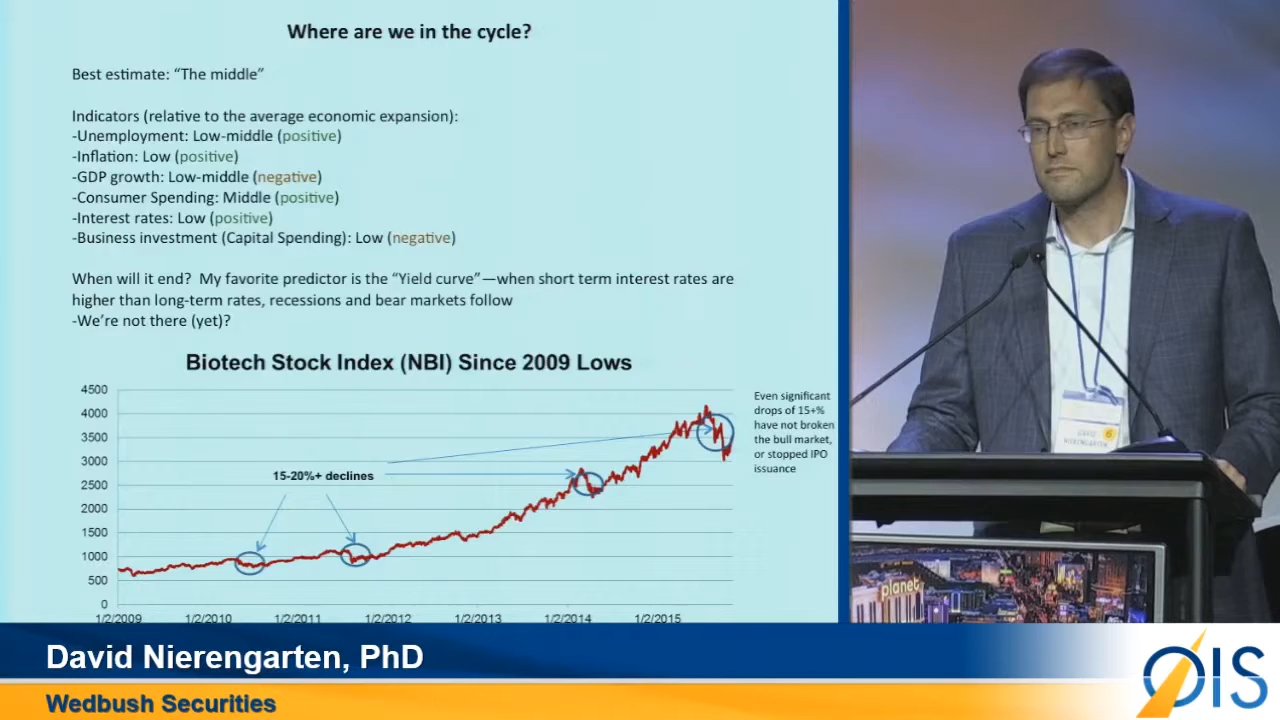 Where are we in the cycle?
Best estimate: “The middle”
Indicators (relative to the average economic expansion):
-Unemployment: Low-middle (positive)
-Inflation: Low (positive)
-GDP growth: Low-middle (negative)
-Consumer Spending: Middle (positive)
-Interest rates: Low (positive)
-Business investment (Capital Spending): Low (negative)
When will it end?  My favorite predictor is the “Yield curve”—when short term interest rates are
higher than long-term rates, recessions and bear markets follow
-We’re not there (yet)?
Biotech Stock Index (NBI) Since 2009 Lows
4500
4000
3500
3000
2500
2000
1500
1000
500
0
15-20%+ declines
1/2/2009
1/2/2010
1/2/2011
1/2/2012
1/2/2013
1/2/2014
1/2/2015
Even significant
drops of 15+%
have not broken
the bull market,
or stopped IPO
issuance
DAVID
NIERENGARTEN
6
planet
David Nierengarten, PhD
Wedbush Securities
OIS